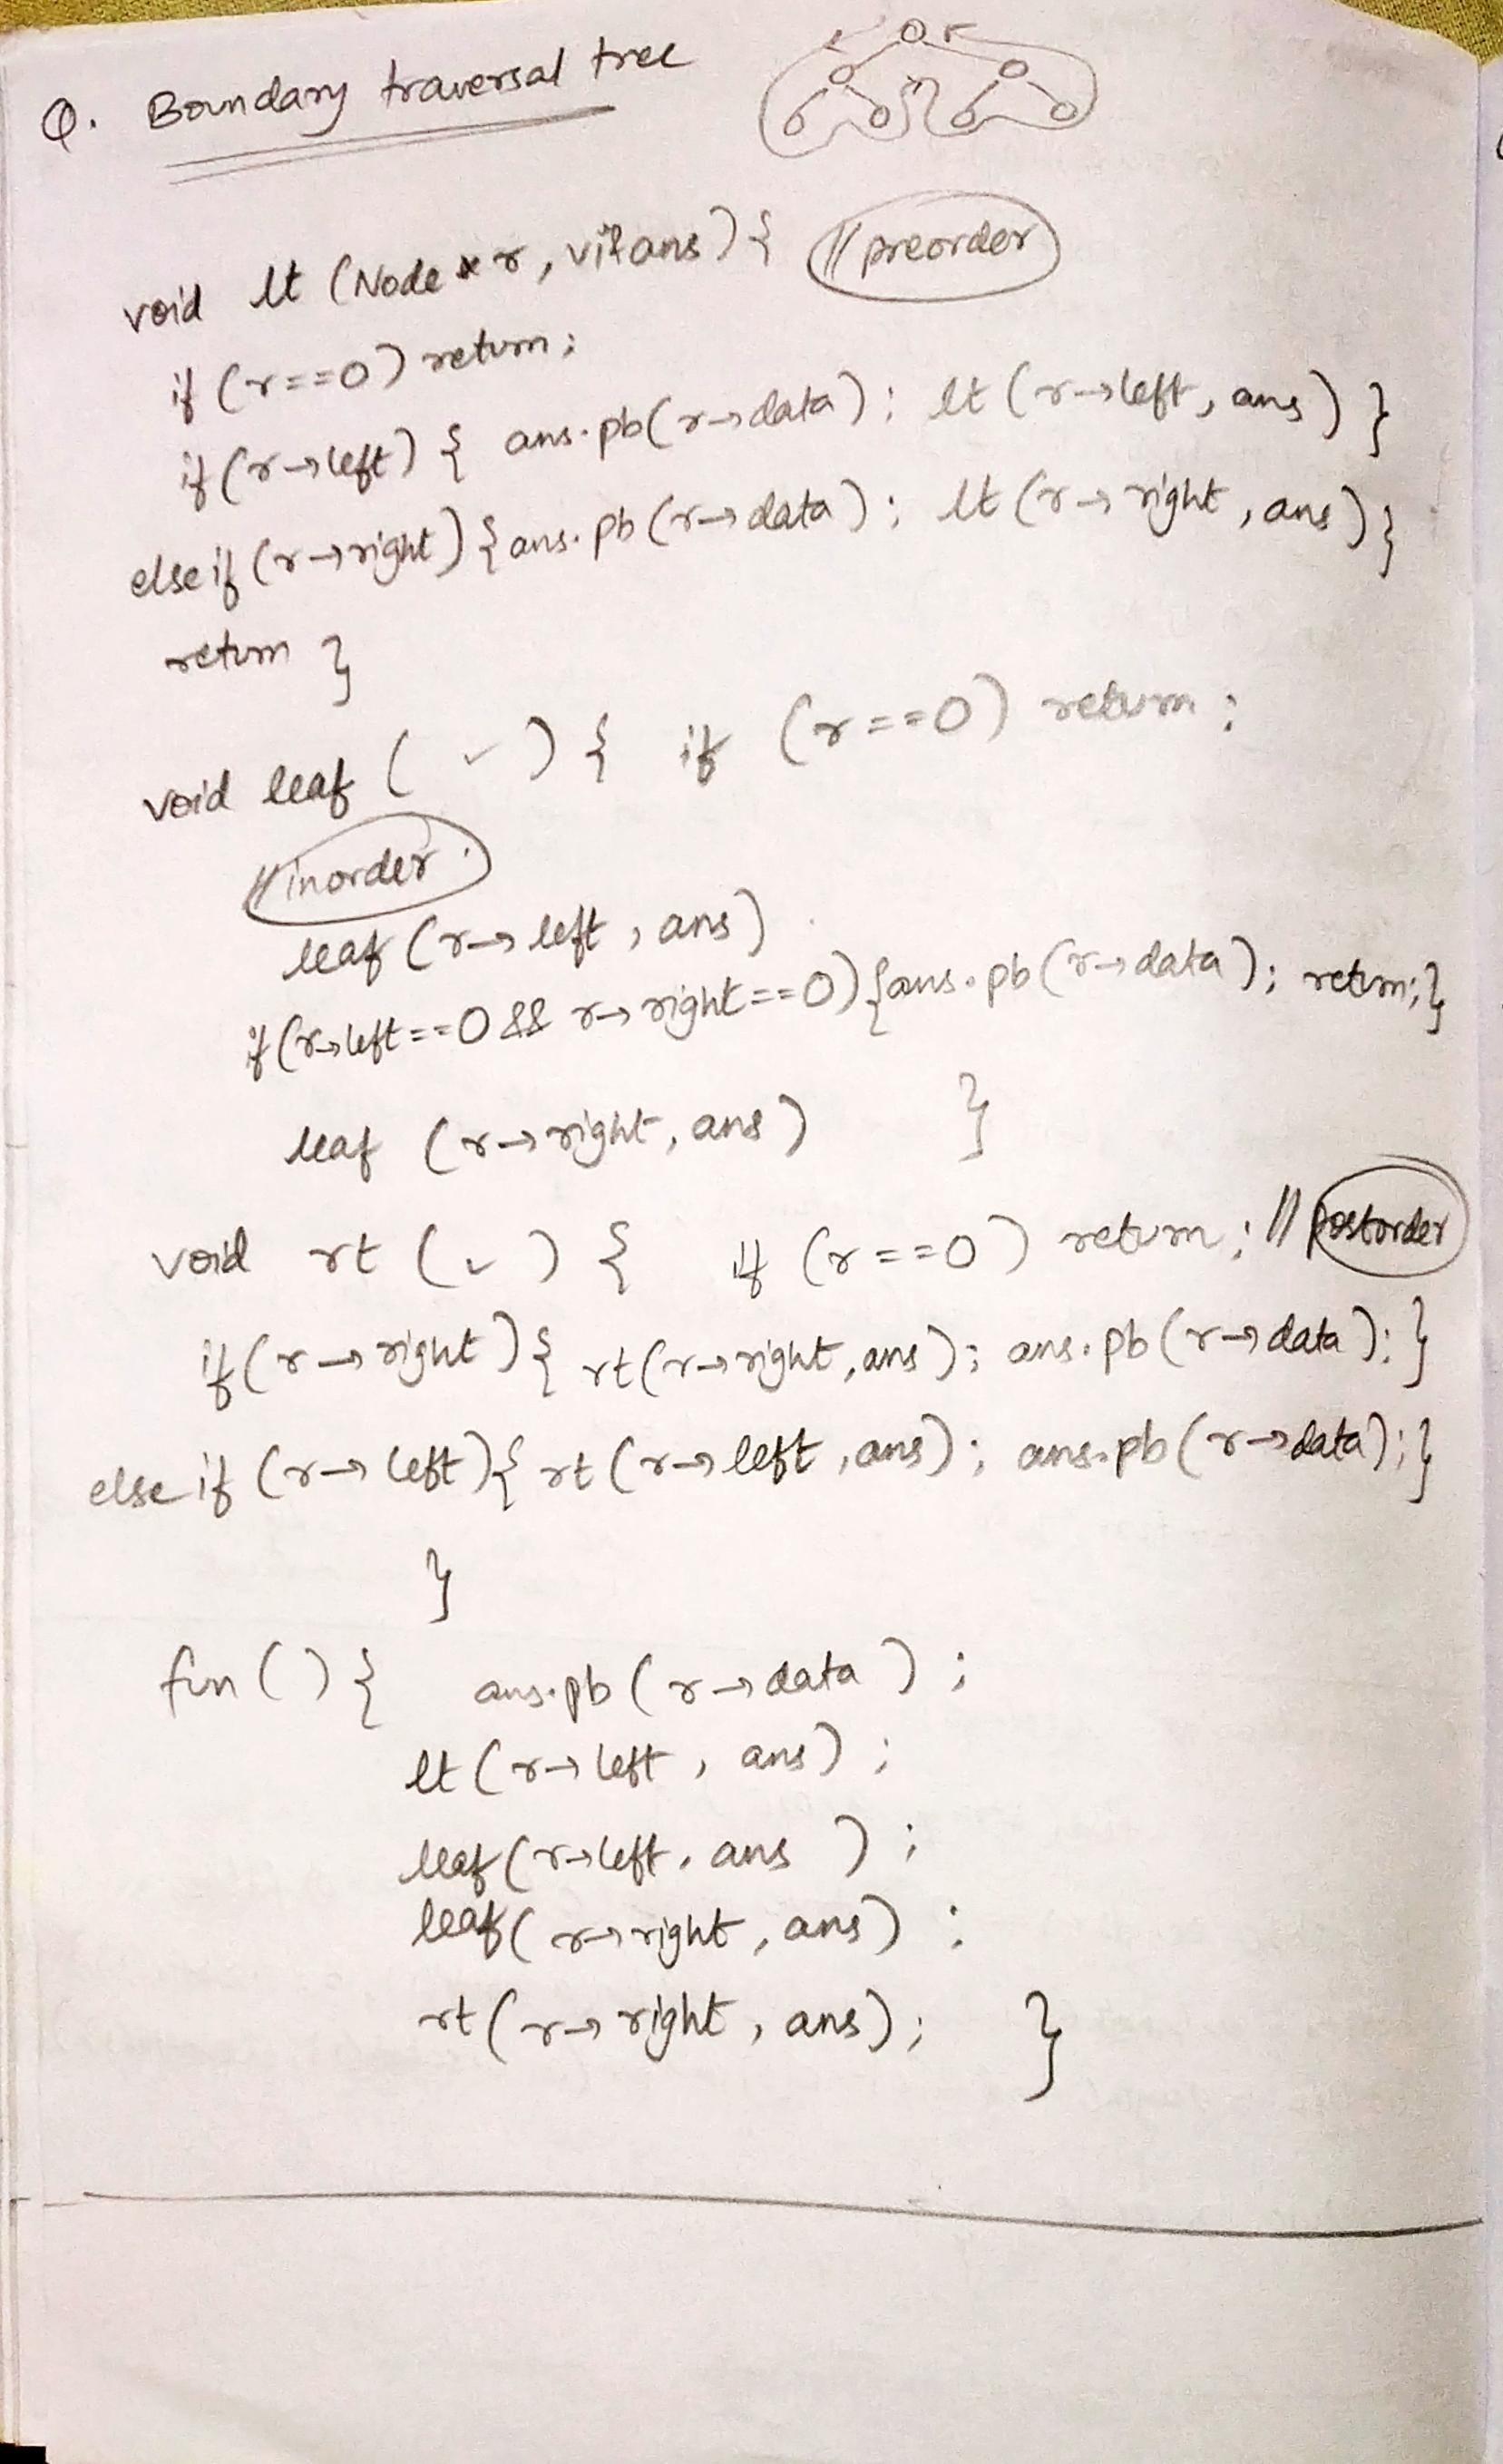 Q. Boundary traversal tree
void lt (Node * r, vi& ans) { // preorder
if (r==0) return;
if (r→left) { ans.pb(r→data); lt (r→left, ans) }
else if (r→right) { ans.pb (r→data); lt (r→right, ans) }
return }
void leaf ( ~ ) { if (r==0) return;
// inorder.
leaf (r→left, ans)
if (r→left==0 && r→right==0) {ans.pb (r→data); return;}
leaf (r→right, ans) }
void rt ( ~ ) { if (r==0) return; // postorder
if (r→right) { rt(r→right, ans); ans.pb (r→data); }
else if (r→left) { rt (r→left, ans); ans.pb (r→data); }
}
fun () { ans.pb (r→data);
lt (r→left, ans);
leaf (r→left, ans);
leaf (r→right, ans);
rt (r→right, ans); }